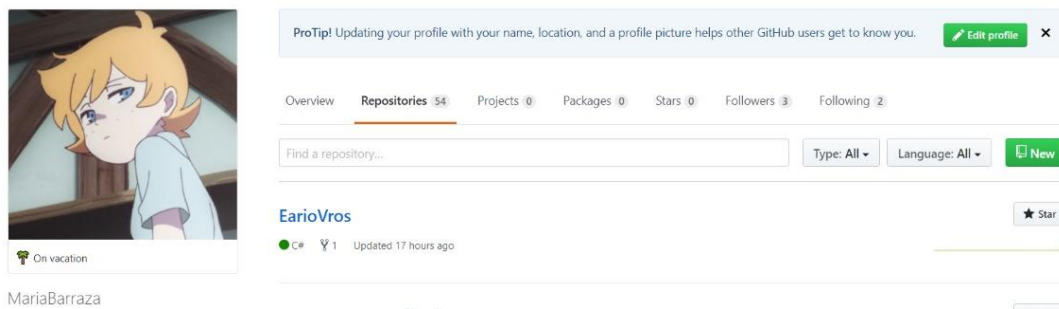 ProTip! Updating your profile with your name, location, and a profile picture helps other GitHub users get to know you.
Edit profile
Overview Repositories 54 Projects 0 Packages 0 Stars 0 Followers 3 Following 2
Find a repository...
Type: All
Language: All
New
EarioVros
Star
C# 1 Updated 17 hours ago
On vacation
MariaBarraza